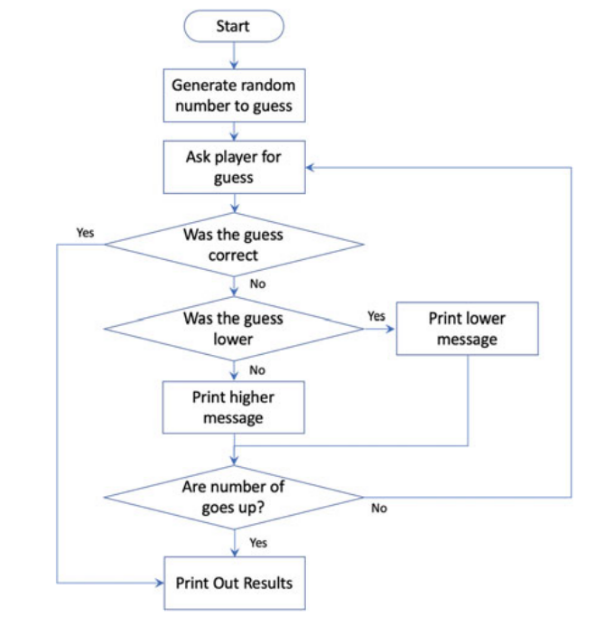 Start
Generate random
number to guess
Ask player for
guess
Yes
Was the guess
correct
No
Was the guess
lower
Yes
Print lower
message
No
Print higher
message
Are number of
goes up?
No
Yes
Print Out Results